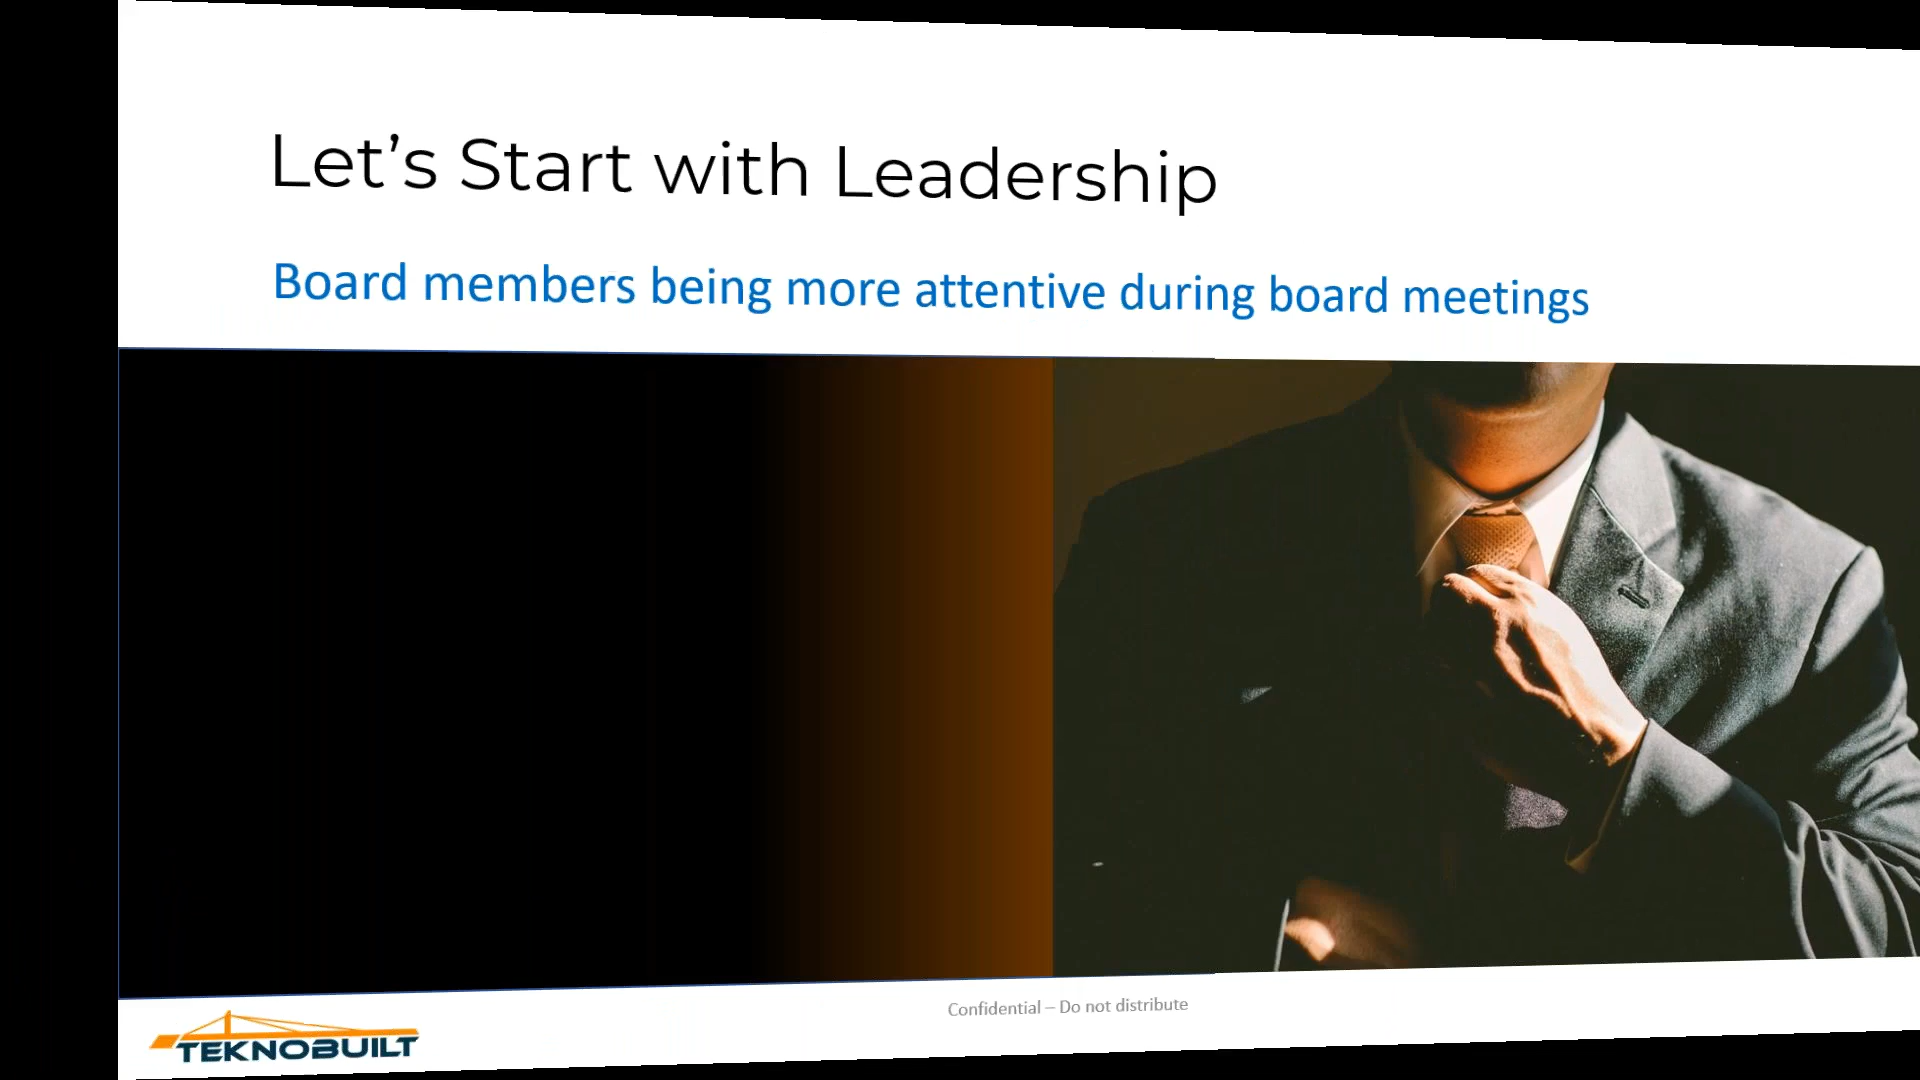 Let’s Start with Leadership
Board members being more attentive during board meetings
Confidential – Do not distribute
TEKNOBUILT